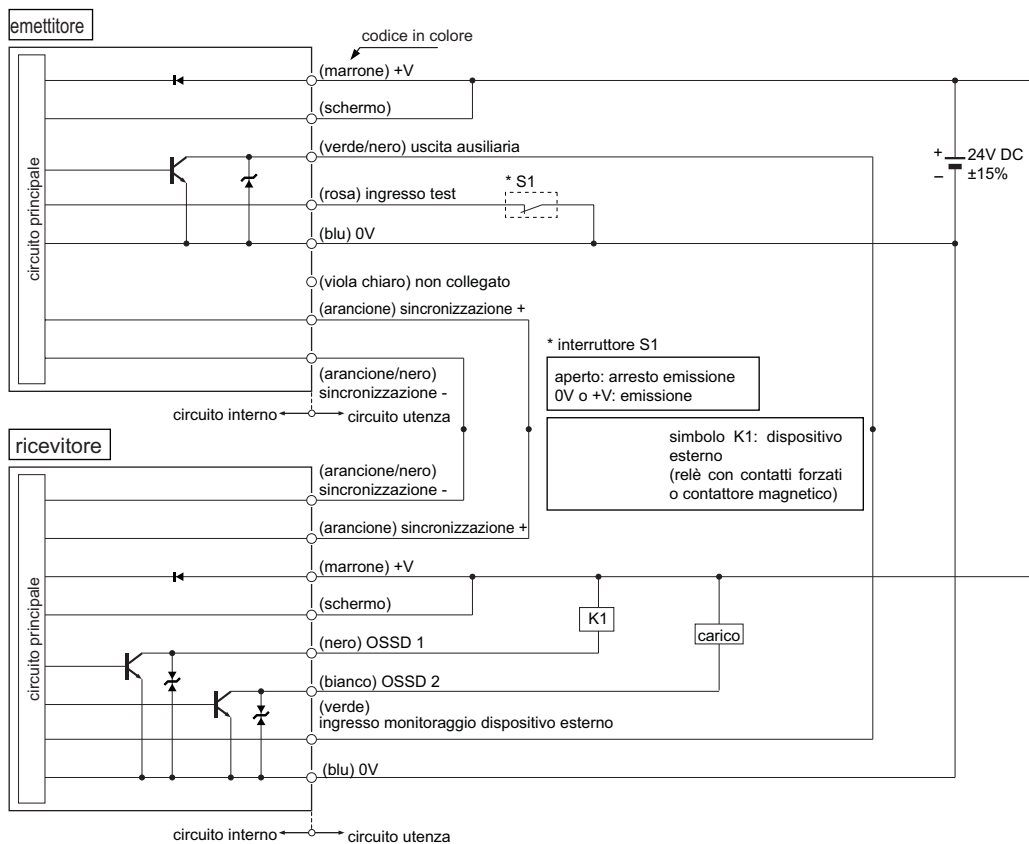 emettitore
codice in colore
(marrone) +V
(schermo)
(verde/nero) uscita ausiliaria
+
24V DC
−
±15%
* S1
(rosa) ingresso test
circuito principale
(blu) 0V
(viola chiaro) non collegato
(arancione) sincronizzazione +
* interruttore S1
aperto: arresto emissione
0V o +V: emissione
(arancione/nero)
sincronizzazione -
circuito interno
circuito utenza
simbolo K1: dispositivo
esterno
(relè con contatti forzati
o contattore magnetico)
ricevitore
(arancione/nero)
sincronizzazione -
(arancione) sincronizzazione +
(marrone) +V
circuito principale
(schermo)
K1
carico
(nero) OSSD 1
(bianco) OSSD 2
(verde)
ingresso monitoraggio dispositivo esterno
(blu) 0V
circuito interno
circuito utenza